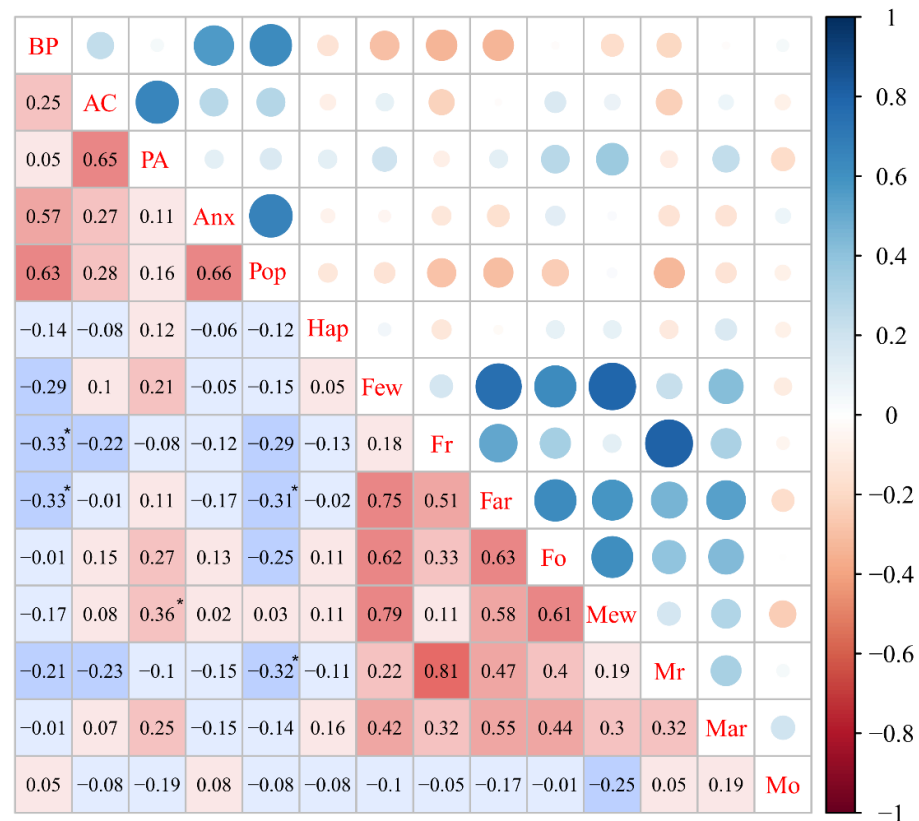 BP
0.25 AC
0.05 0.65 PA
0.57 0.27 0.11 Anx
0.63 0.28 0.16 0.66 Pop
−0.14 −0.08 0.12 −0.06 −0.12 Hap
−0.29 0.1 0.21 −0.05 −0.15 0.05 Few
−0.33* −0.22 −0.08 −0.12 −0.29 −0.13 0.18 Fr
−0.33* −0.01 0.11 −0.17 −0.31* −0.02 0.75 0.51 Far
−0.01 0.15 0.27 0.13 −0.25 0.11 0.62 0.33 0.63 Fo
−0.17 0.08 0.36* 0.02 0.03 0.11 0.79 0.11 0.58 0.61 Mew
−0.21 −0.23 −0.1 −0.15 −0.32* −0.11 0.22 0.81 0.47 0.4 0.19 Mr
−0.01 0.07 0.25 −0.15 −0.14 0.16 0.42 0.32 0.55 0.44 0.3 0.32 Mar
0.05 −0.08 −0.19 0.08 −0.08 −0.08 −0.1 −0.05 −0.17 −0.01 −0.25 0.05 0.19 Mo
1
0.8
0.6
0.4
0.2
0
−0.2
−0.4
−0.6
−0.8
−1